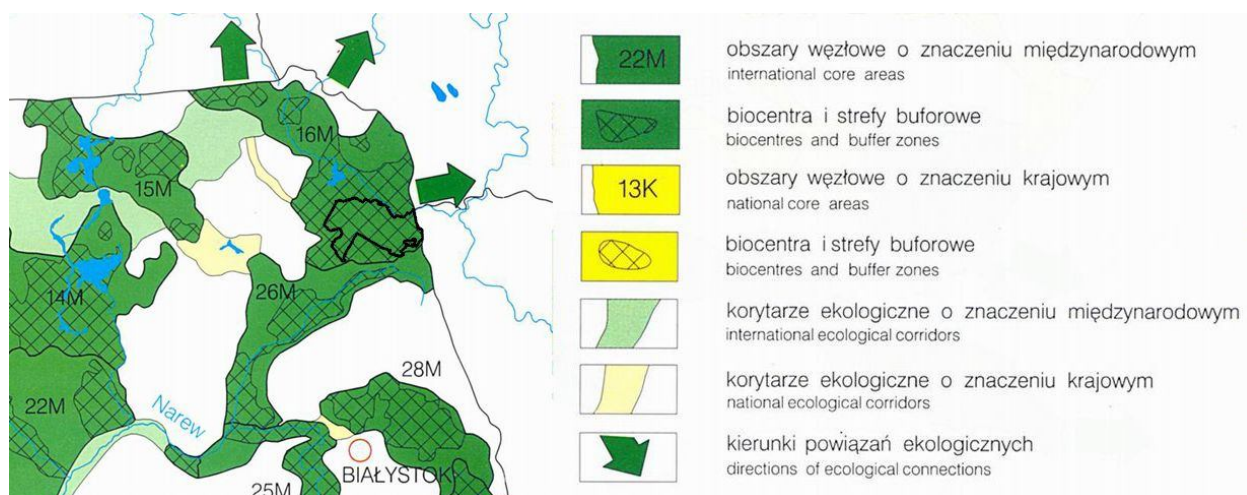 16M
15M
14M
26M
28M
22M
Narew
BIAŁYSTOK
25M
22M
obszary węzłowe o znaczeniu międzynarodowym
international core areas
biocentra i strefy buforowe
biocentres and buffer zones
13K
obszary węzłowe o znaczeniu krajowym
national core areas
biocentra i strefy buforowe
biocentres and buffer zones
korytarze ekologiczne o znaczeniu międzynarodowym
international ecological corridors
korytarze ekologiczne o znaczeniu krajowym
national ecological corridors
kierunki powiązań ekologicznych
directions of ecological connections